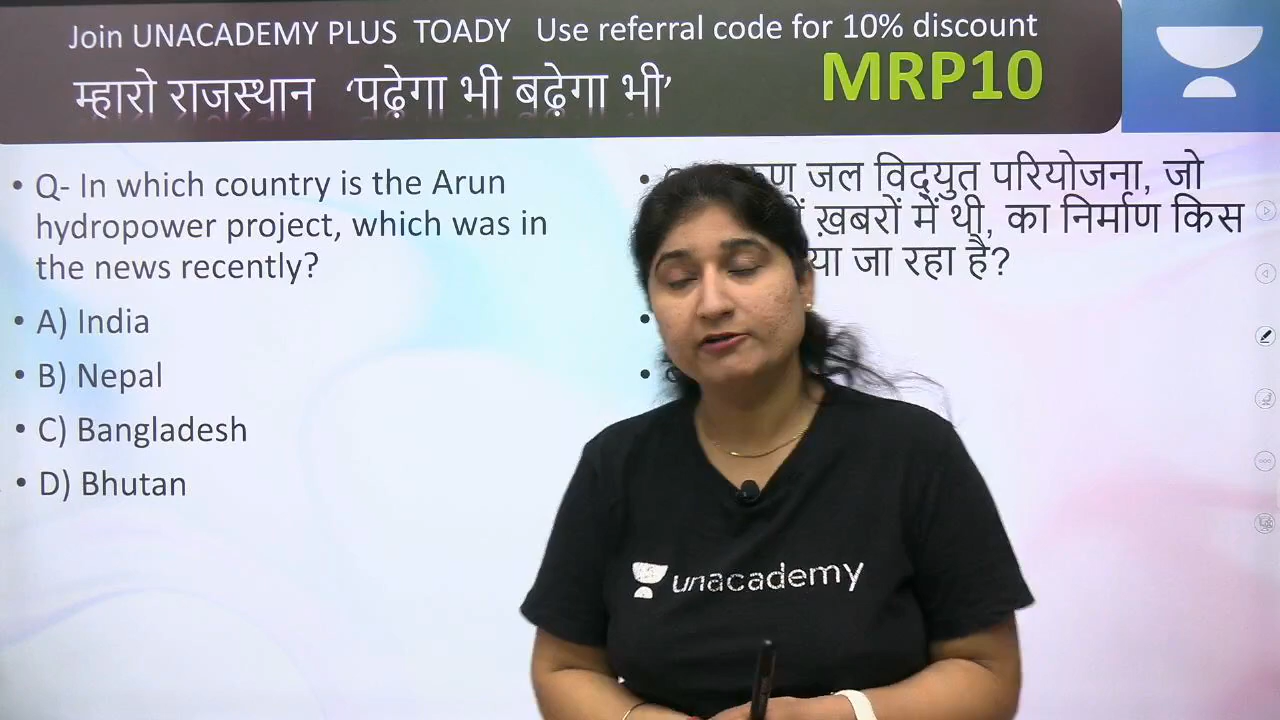 Join UNACADEMY PLUS TOADY Use referral code for 10% discount
म्हारो राजस्थान ‘पढ़ेगा भी बढ़ेगा भी’ MRP10
• Q- In which country is the Arun
hydropower project, which was in
the news recently?
• A) India
• B) Nepal
• C) Bangladesh
• D) Bhutan
• जल विद्युत परियोजना, जो
ख़बरों में थी, का निर्माण किस
जा रहा है?
unacademy